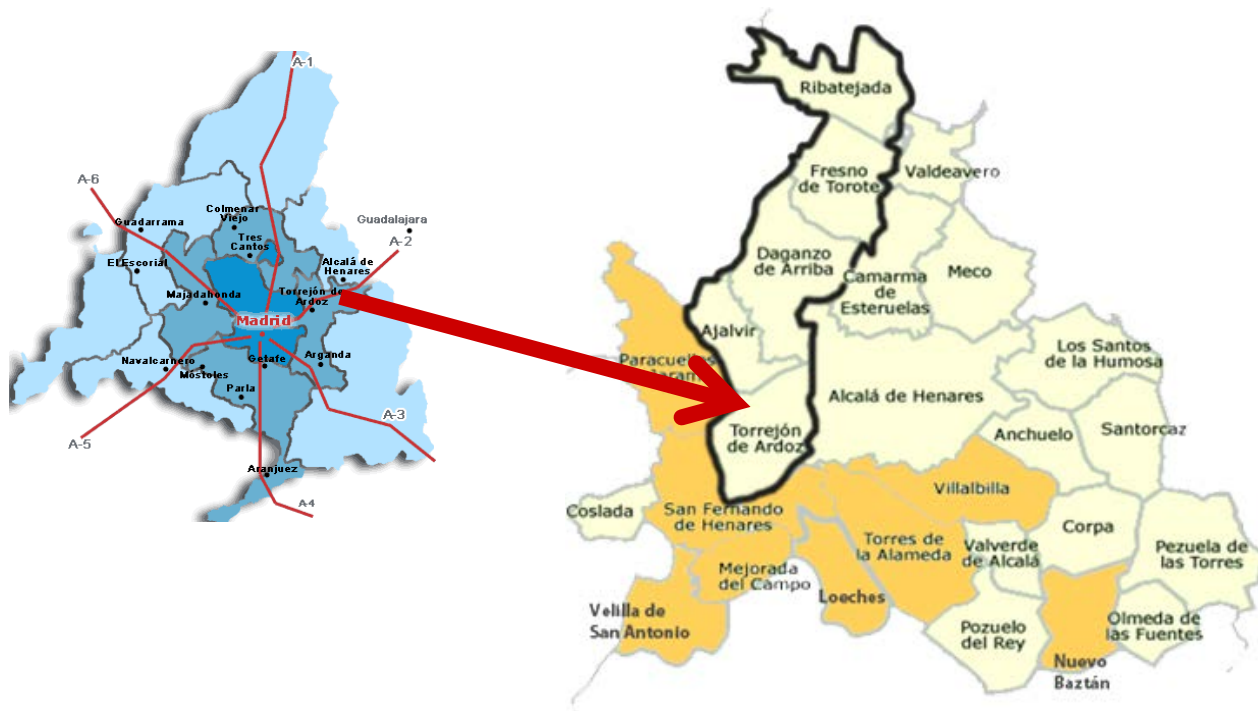 A-1
A-6
Colmenar
Viejo
Guadarrama
Tres
Cantos
Guadalajara
A-2
El Escorial
Alcalá de
Henares
Majadahonda
Torrejón de
Ardoz
Madrid
Navalcarnero
Móstoles
Getafe
Arganda
Parla
A-3
A-5
Aranjuez
A4
Ribatejada
Fresno
de Torote
Valdeavero
Daganzo
de Arriba
Camarma
de
Esteruelas
Meco
Ajalvir
Paracuellos
Los Santos
de la Humosa
Alcalá de Henares
Torrejón
de Ardoz
Anchuelo
Santorcaz
Villalbilla
Coslada
San Fernando
de Henares
Corpa
Torres de
la Alameda
Valverde
de Alcalá
Pezuela de
las Torres
Mejorada
del Campo
Loeches
Velilla de
San Antonio
Pozuelo
del Rey
Olmeda de
las Fuentes
Nuevo
Baztán